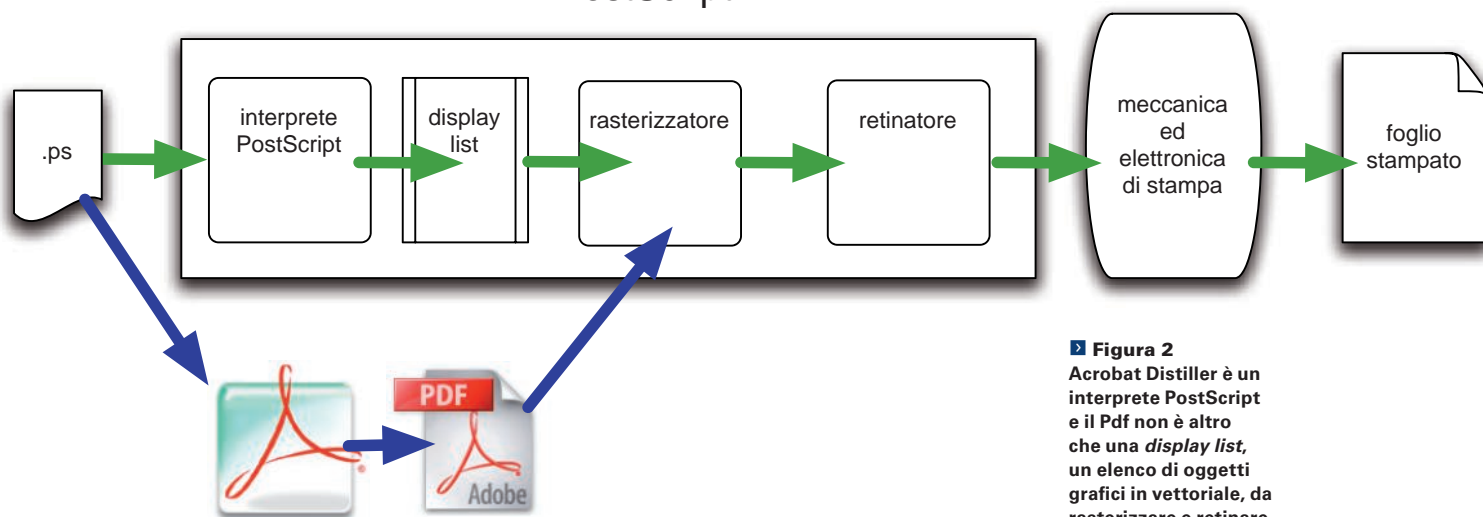 .ps
interprete
PostScript
display
list
rasterizzatore
retinatore
meccanica
ed
elettronica
di stampa
foglio
stampato
PDF
Adobe
Figura 2
Acrobat Distiller è un
interprete PostScript
e il Pdf non è altro
che una display list,
un elenco di oggetti
grafici in vettoriale, da